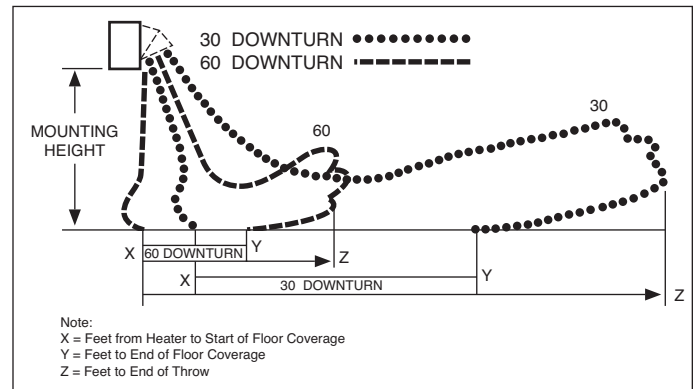 30 DOWNTURN
60 DOWNTURN
MOUNTING
HEIGHT
60
30
X
60 DOWNTURN
Y
Z
X
30 DOWNTURN
Y
Z
Note:
X = Feet from Heater to Start of Floor Coverage
Y = Feet to End of Floor Coverage
Z = Feet to End of Throw